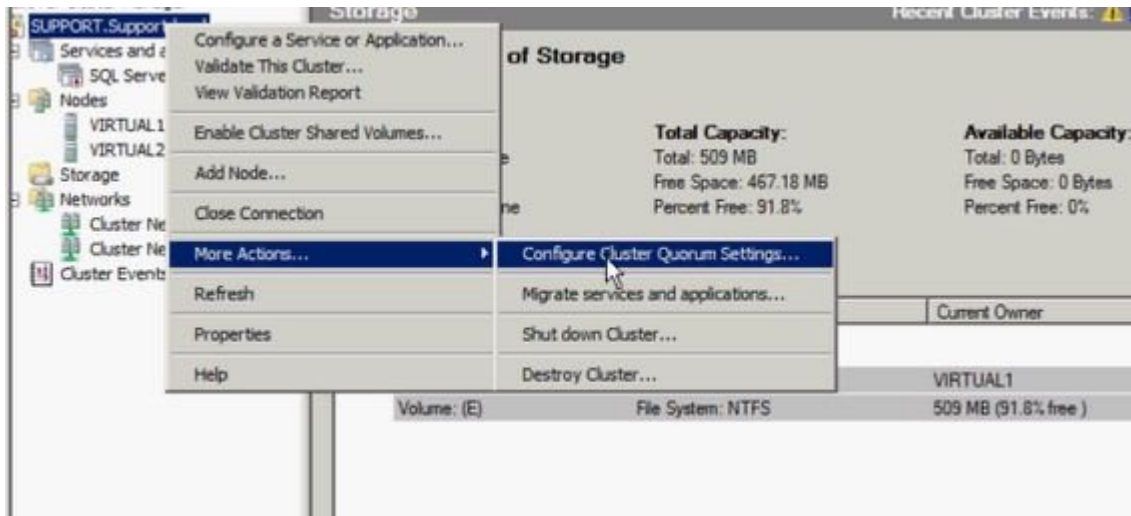 Storage
Recent Cluster Events:
SUPPORT.Support
Services and a
SQL Serve
Nodes
VIRTUAL1
VIRTUAL2
Storage
Networks
Cluster Ne
Cluster Ne
Cluster Events
Configure a Service or Application...
Validate This Cluster...
View Validation Report
Enable Cluster Shared Volumes...
Add Node...
Close Connection
More Actions...
Refresh
Properties
Help
Configure Cluster Quorum Settings...
Migrate services and applications...
Shut down Cluster...
Destroy Cluster...
of Storage
Total Capacity:
Total: 509 MB
Free Space: 467.18 MB
Percent Free: 91.8%
Available Capacity:
Total: 0 Bytes
Free Space: 0 Bytes
Percent Free: 0%
Current Owner
VIRTUAL1
Volume: (E) File System: NTFS 509 MB (91.8% free )